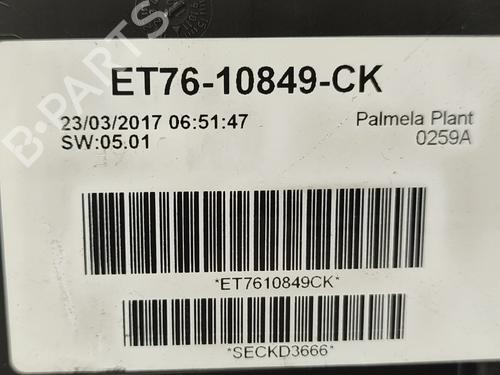 B-PARTS
ET76-10849-CK
23/03/2017 06:51:47
Palmela Plant
SW:05.01
0259A
*ET7610849CK*
*SECKD3666*